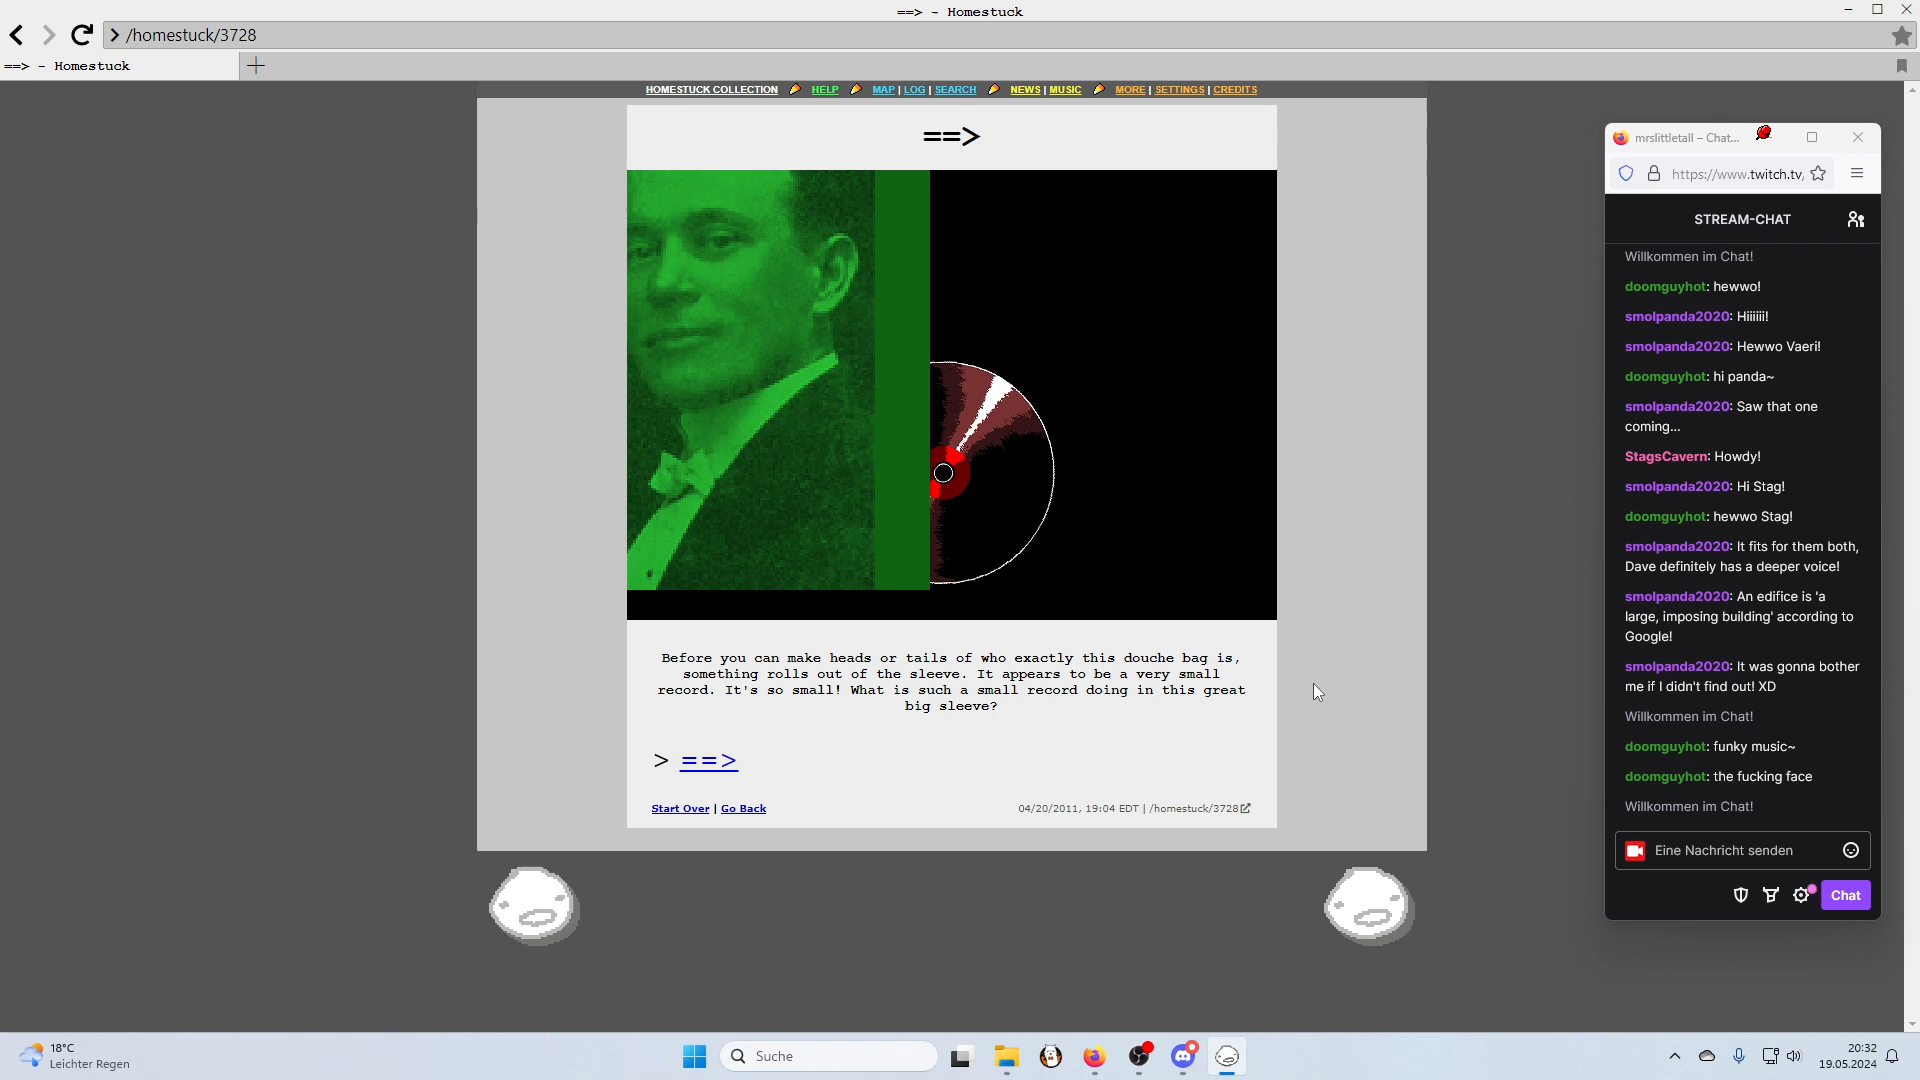 ==> - Homestuck
/homestuck/3728
==> - Homestuck
HOMESTUCK COLLECTION HELP MAP | LOG | SEARCH NEWS | MUSIC MORE | SETTINGS | CREDITS
==>
Before you can make heads or tails of who exactly this douche bag is,
something rolls out of the sleeve. It appears to be a very small
record. It's so small! What is such a small record doing in this great
big sleeve?
> ==>
Start Over | Go Back
04/20/2011, 19:04 EDT | /homestuck/3728
mrslittletall – Chat...
https://www.twitch.tv
STREAM-CHAT
Willkommen im Chat!
doomguyhot: hewwo!
smolpanda2020: Hiiiiii!
smolpanda2020: Hewwo Vaeri!
doomguyhot: hi panda~
smolpanda2020: Saw that one
coming...
StagsCavern: Howdy!
smolpanda2020: Hi Stag!
doomguyhot: hewwo Stag!
smolpanda2020: It fits for them both,
Dave definitely has a deeper voice!
smolpanda2020: An edifice is 'a
large, imposing building' according to
Google!
smolpanda2020: It was gonna bother
me if I didn't find out! XD
Willkommen im Chat!
doomguyhot: funky music~
doomguyhot: the fucking face
Willkommen im Chat!
Eine Nachricht senden
Chat
18°C
Leichter Regen
Suche
20:32
19.05.2024